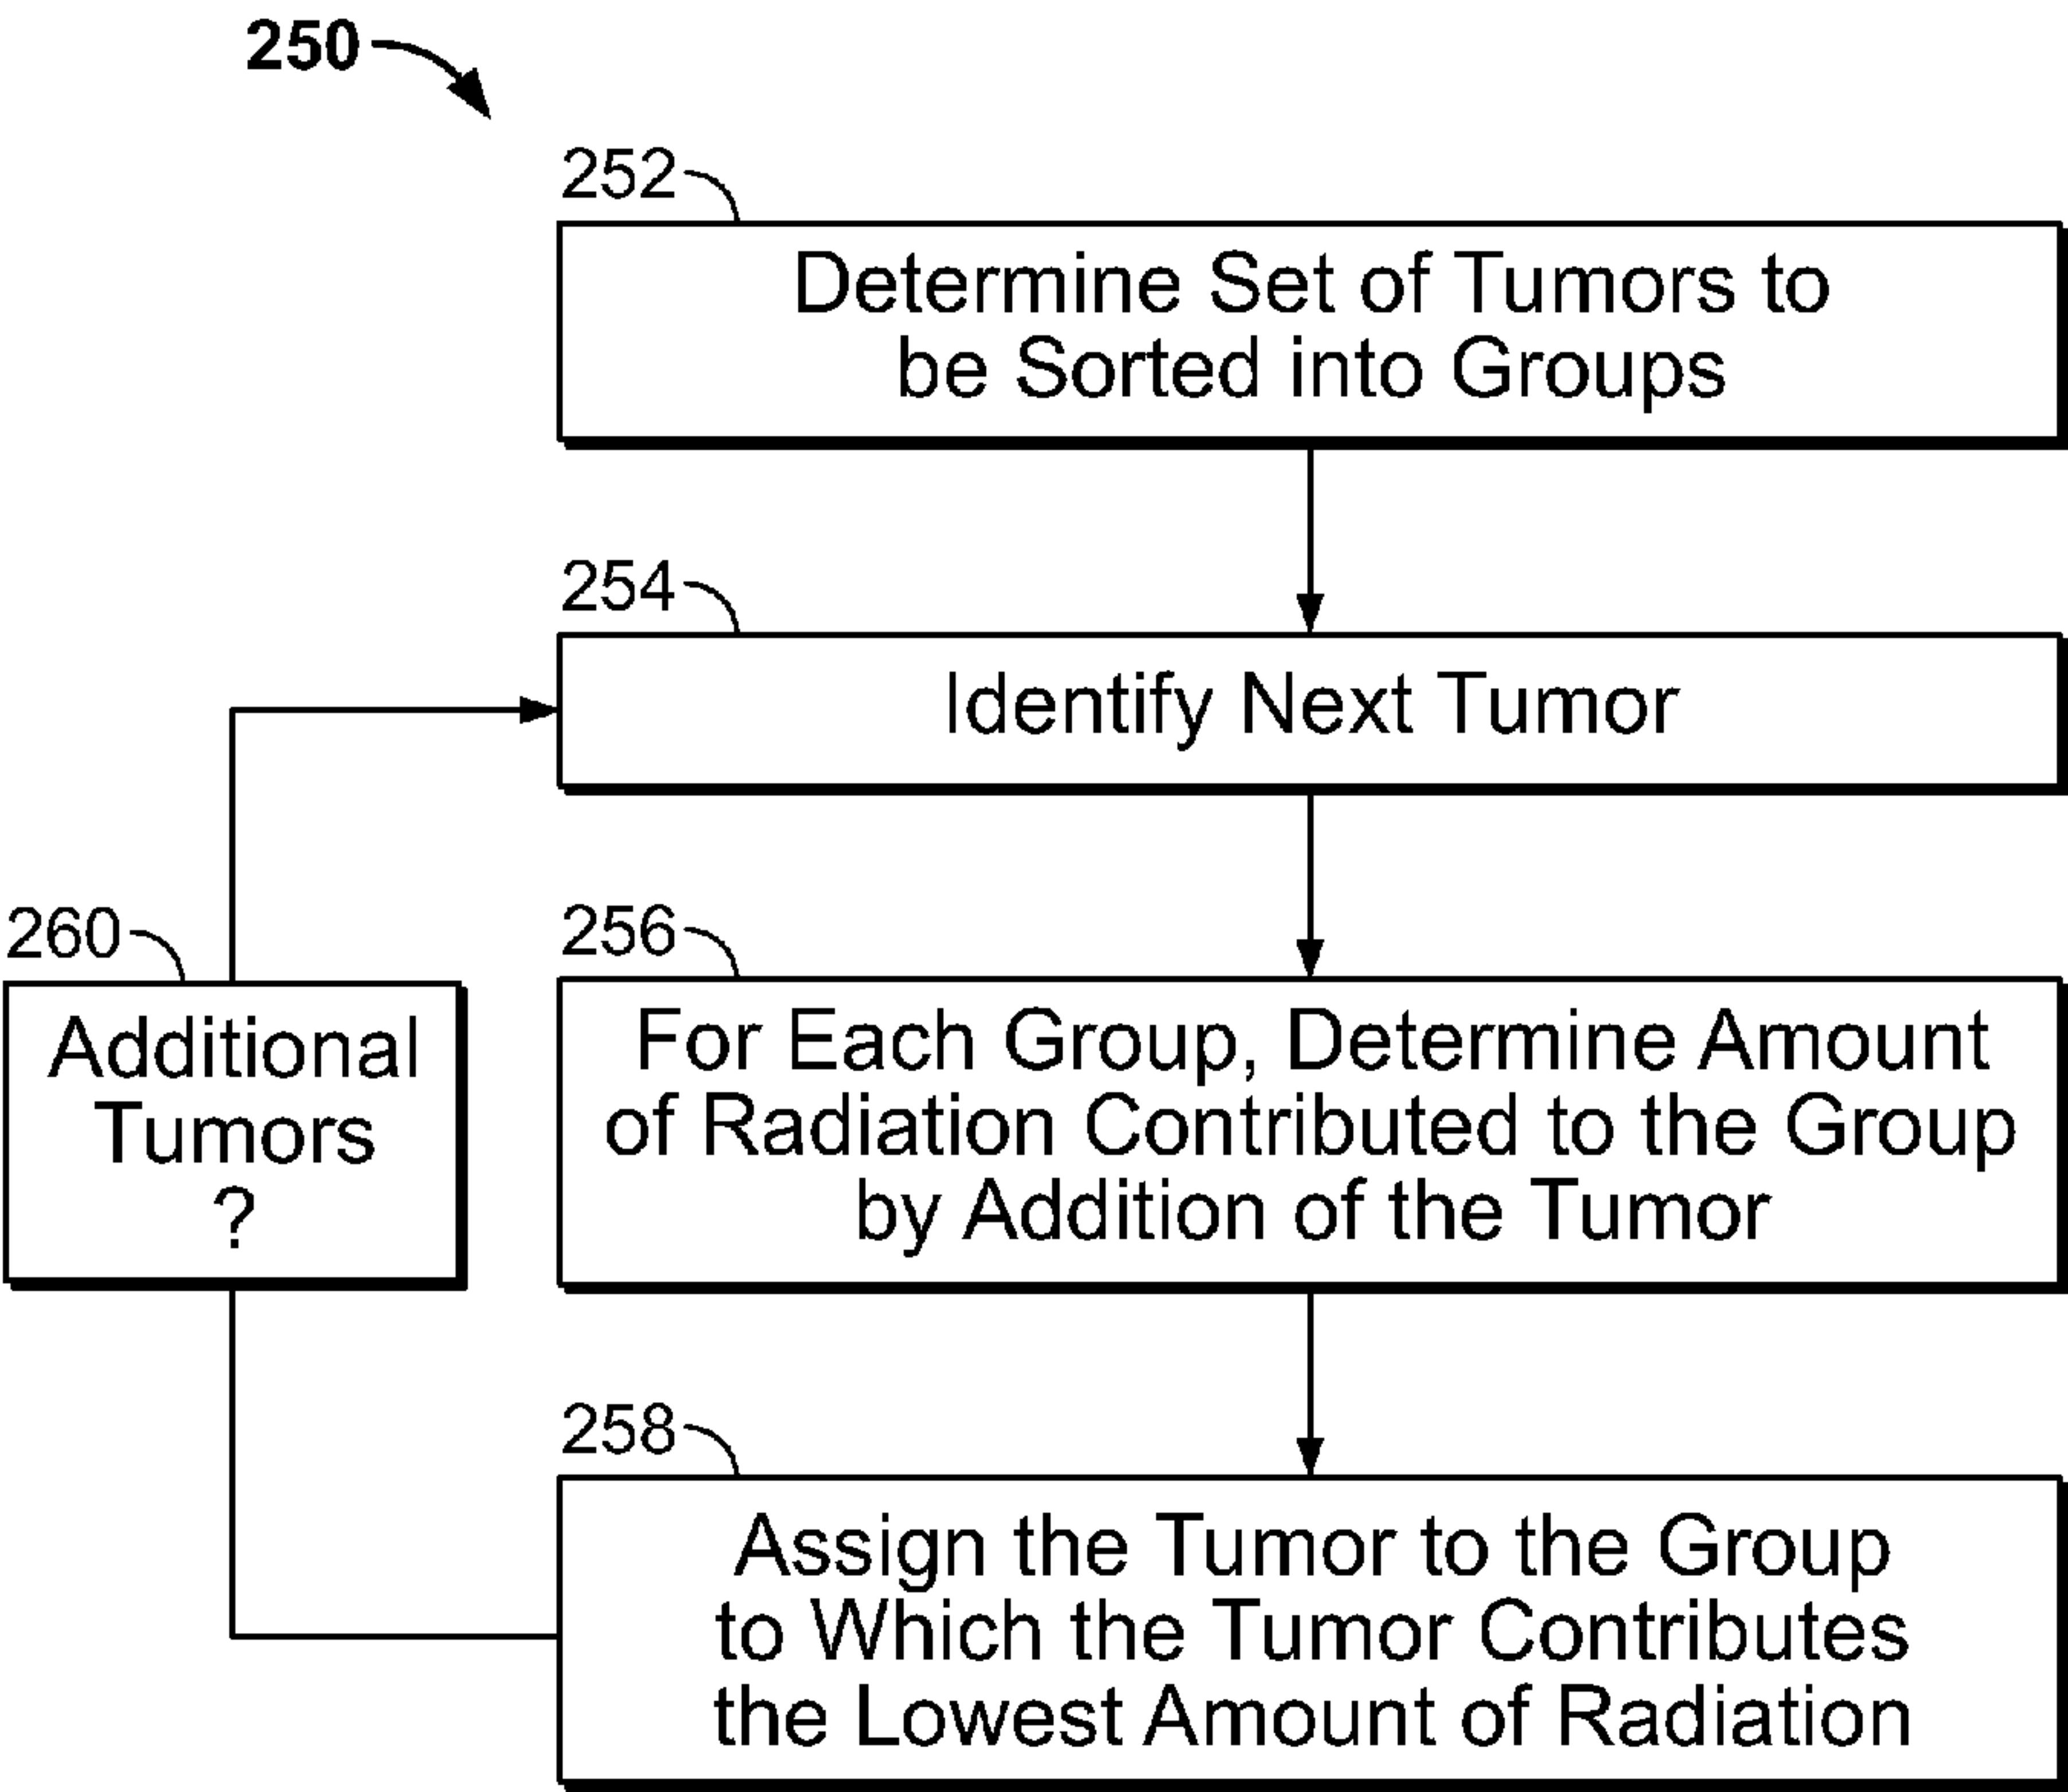 250
252
Determine Set of Tumors to
be Sorted into Groups
254
Identify Next Tumor
260
Additional
Tumors
?
256
For Each Group, Determine Amount
of Radiation Contributed to the Group
by Addition of the Tumor
258
Assign the Tumor to the Group
to Which the Tumor Contributes
the Lowest Amount of Radiation